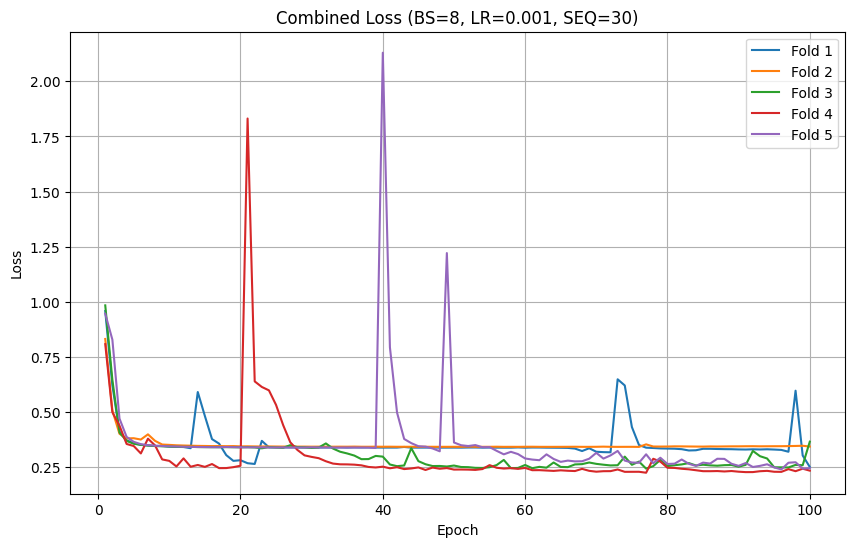 Combined Loss (BS=8, LR=0.001, SEQ=30)
Fold 1
Fold 2
Fold 3
Fold 4
Fold 5
Loss
2.00
1.75
1.50
1.25
1.00
0.75
0.50
0.25
0 20 40 60 80 100
Epoch